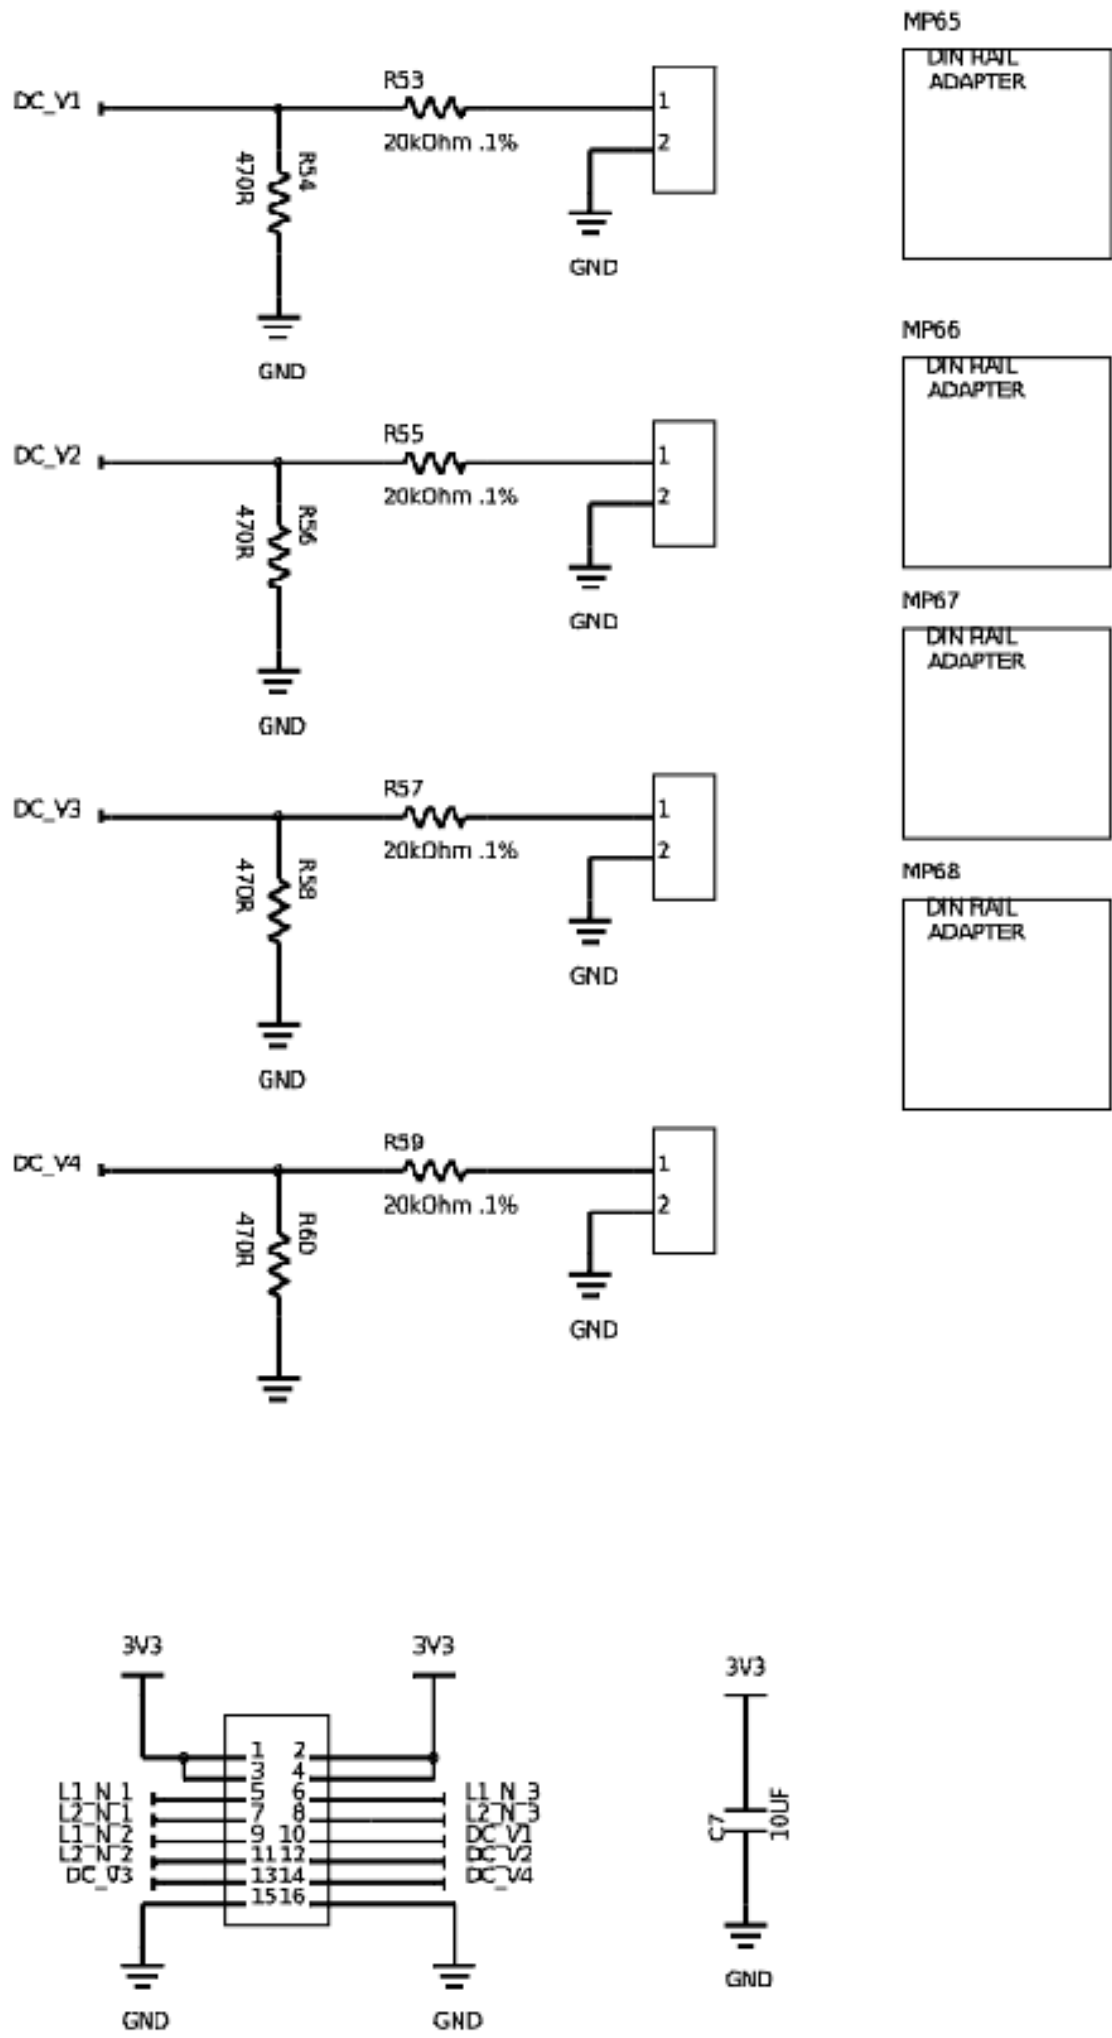 MP65
DIN RAIL
ADAPTER
DC_V1
R53
20kOhm .1%
R54
470R
1
2
GND
GND
MP66
DIN RAIL
ADAPTER
DC_V2
R55
20kOhm .1%
R56
470R
1
2
GND
GND
MP67
DIN RAIL
ADAPTER
DC_V3
R57
20kOhm .1%
R58
470R
1
2
GND
GND
MP68
DIN RAIL
ADAPTER
DC_V4
R59
20kOhm .1%
R60
470R
1
2
GND
3V3
3V3
3V3
1 2
3 4
L1_N_1 5 6 L1_N_3
L2_N_1 7 8 L2_N_3
L1_N_2 9 10 DC_V1
L2_N_2 11 12 DC_V2
DC_V3 13 14 DC_V4
15 16
C7
10UF
GND
GND
GND